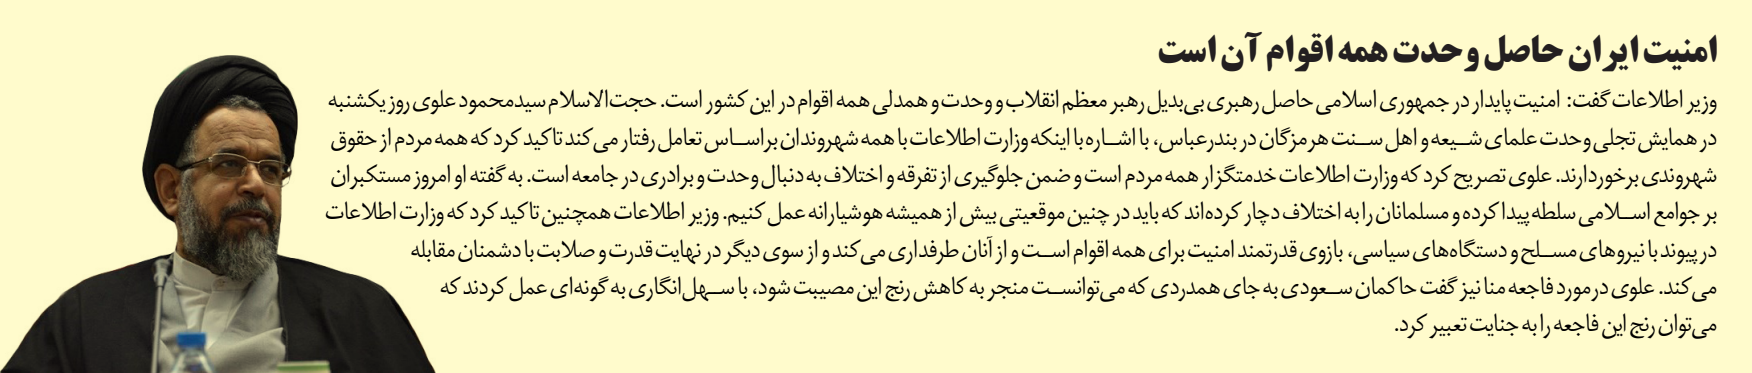 امنیت ایران حاصل وحدت همه اقوام آن است
وزیر اطلاعات گفت: امنیت پایدار در جمهوری اسلامی حاصل رهبری بی‌بدیل رهبر معظم انقلاب و وحدت و همدلی همه اقوام در این کشور است. حجت‌الاسلام سیدمحمود علوی روز یکشنبه
در همایش تجلی وحدت علمای شیعه و اهل سنت هرمزگان در بندرعباس، با اشاره با اینکه وزارت اطلاعات با همه شهروندان براساس تعامل رفتار می‌کند تاکید کرد که همه مردم از حقوق
شهروندی برخوردارند. علوی تصریح کرد که وزارت اطلاعات خدمتگزار همه مردم است و ضمن جلوگیری از تفرقه و اختلاف به دنبال وحدت و برادری در جامعه است. به گفته او امروز مستکبران
بر جوامع اسلامی سلطه پیدا کرده و مسلمانان را به اختلاف دچار کرده‌اند که باید در چنین موقعیتی بیش از همیشه هوشیارانه عمل کنیم. وزیر اطلاعات همچنین تاکید کرد که وزارت اطلاعات
در پیوند با نیروهای مسلح و دستگاه‌های سیاسی، بازوی قدرتمند امنیت برای همه اقوام است و از آنان طرفداری می‌کند و از سوی دیگر در نهایت قدرت و صلابت با دشمنان مقابله
می‌کند. علوی در مورد فاجعه منا نیز گفت حاکمان سعودی به جای همدردی که می‌توانست منجر به کاهش رنج این مصیبت شود، با سهل‌انگاری به گونه‌ای عمل کردند که
می‌توان رنج این فاجعه را به جنایت تعبیر کرد.